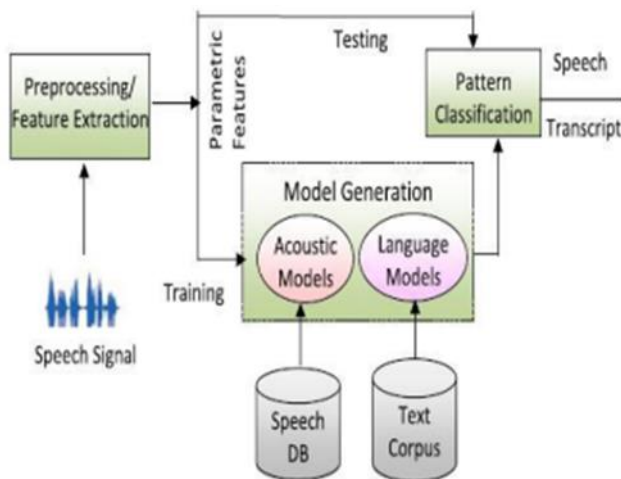 Preprocessing/
Feature Extraction
Parametric
Features
Testing
Pattern
Classification
Speech
Transcript
Model Generation
Acoustic
Models
Language
Models
Training
Speech Signal
Speech
DB
Text
Corpus